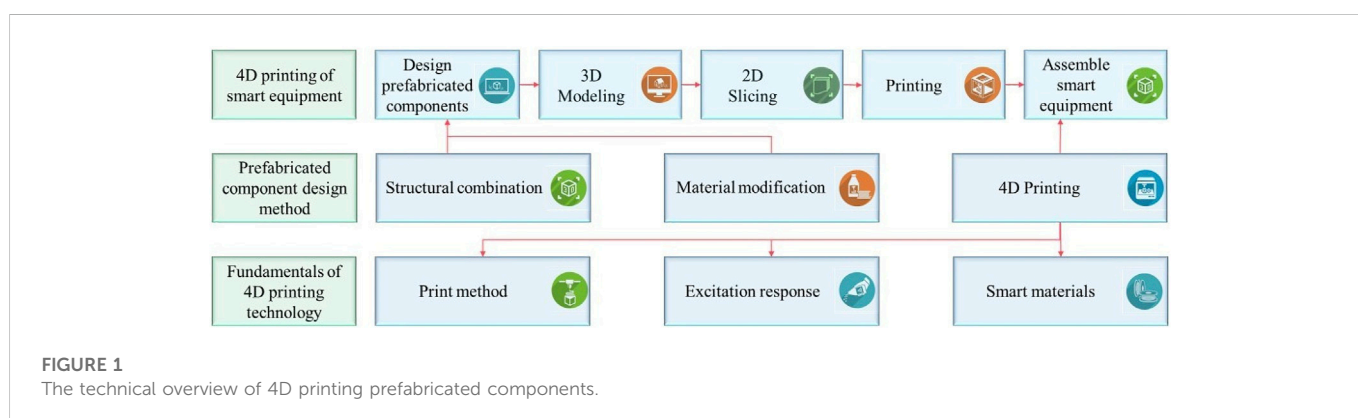 4D printing of
smart equipment
Design
prefabricated
components
3D
Modeling
2D
Slicing
Printing
Assemble
smart
equipment
Prefabricated
component design
method
Structural combination
Material modification
4D Printing
Fundamentals of
4D printing
technology
Print method
Excitation response
Smart materials
FIGURE 1
The technical overview of 4D printing prefabricated components.